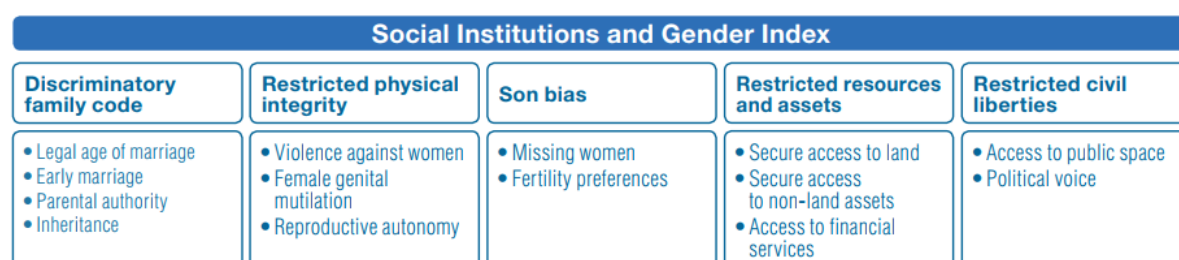 Social Institutions and Gender Index
Discriminatory
family code
Restricted physical
integrity
Son bias
Restricted resources
and assets
Restricted civil
liberties
• Legal age of marriage
• Early marriage
• Parental authority
• Inheritance
• Violence against women
• Female genital
mutilation
• Reproductive autonomy
• Missing women
• Fertility preferences
• Secure access to land
• Secure access
to non-land assets
• Access to financial
services
• Access to public space
• Political voice